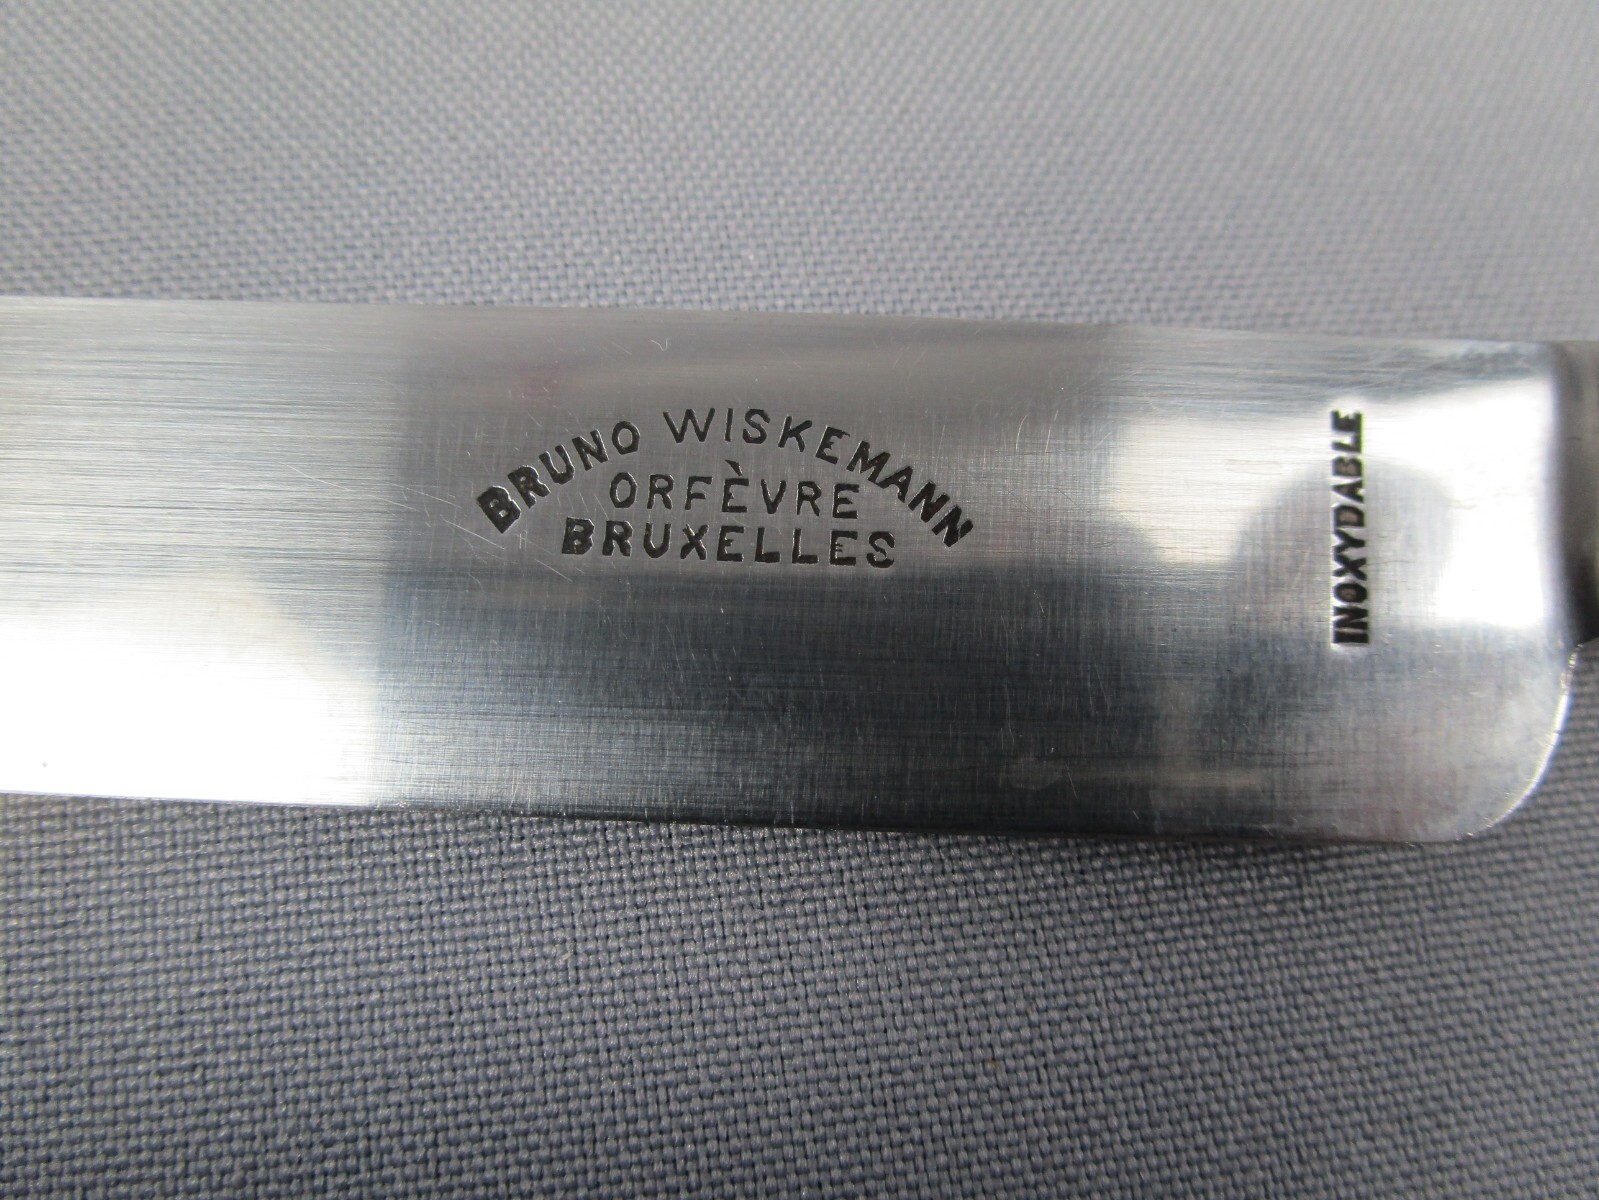 BRUNO WISKEMANN
ORFÈVRE
BRUXELLES
INOXYDABLE